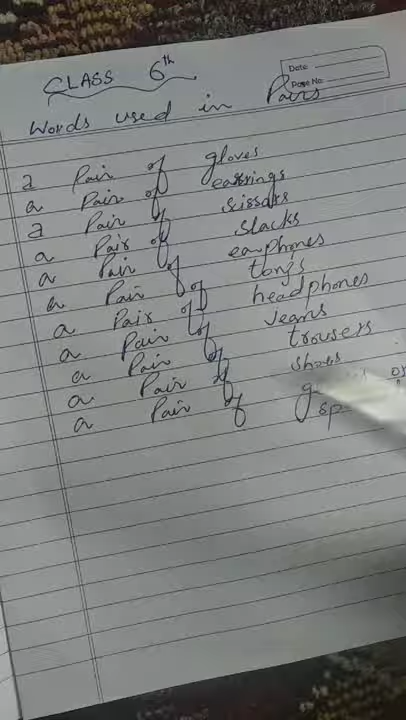 CLASS 6th
Date
Page No.
Words used in Pairs
a Pair of gloves
a Pair of earrings
a Pair of sissors
a Pair of slacks
a Pair of earphones
a Pair of tongs
a Pair of headphones
a Pair of jeans
a Pair of trousers
a Pair of shoes
a Pair of or